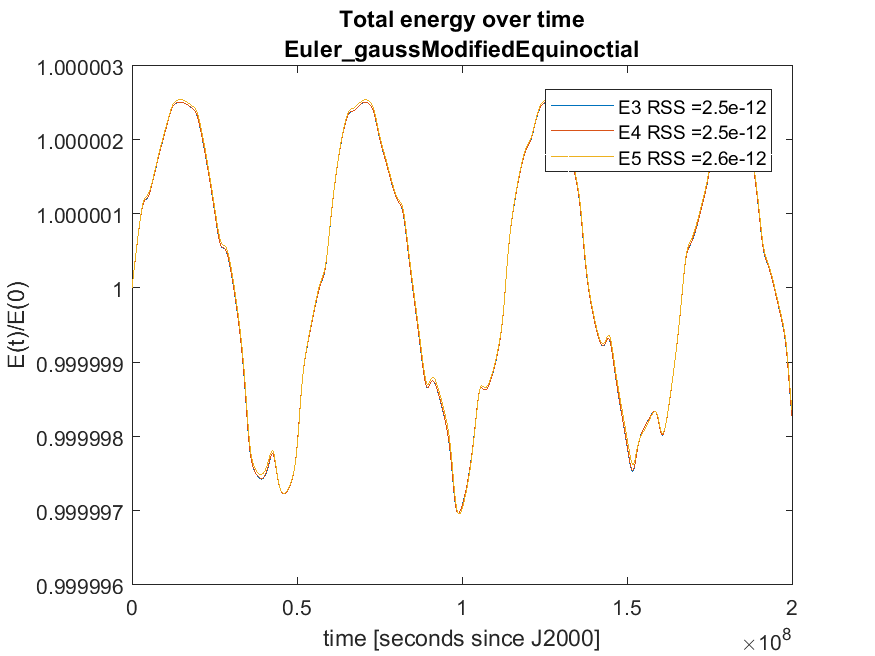 Total energy over time
Euler_gaussModifiedEquinoctial
1.000003
1.000002
1.000001
1
0.999999
0.999998
0.999997
0.999996
E(t)/E(0)
E3 RSS =2.5e-12
E4 RSS =2.5e-12
E5 RSS =2.6e-12
0 0.5 1 1.5 2
time [seconds since J2000]
×10^8